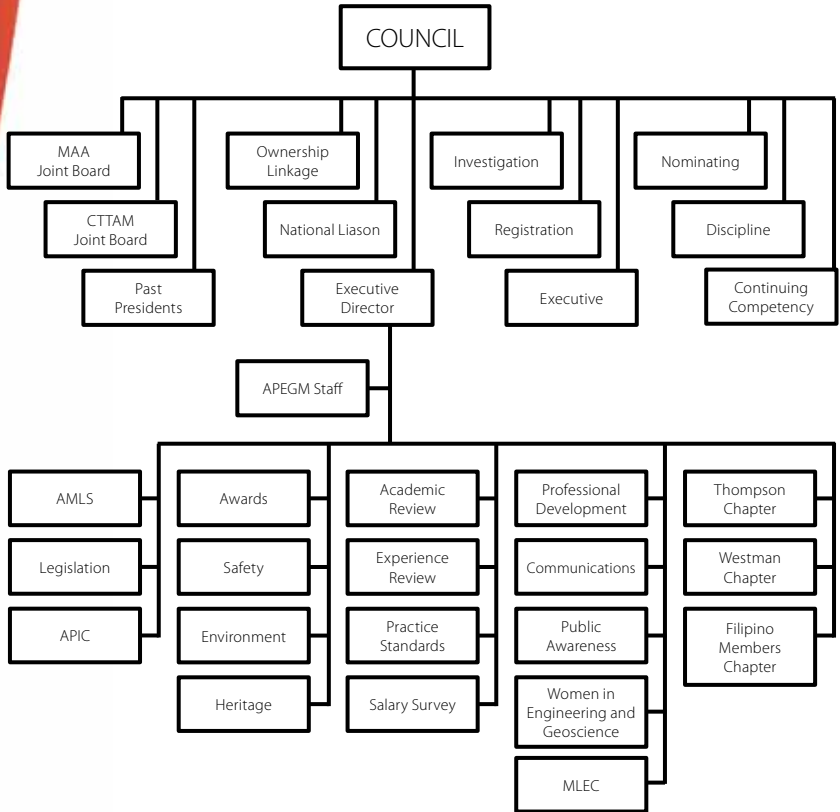 COUNCIL
MAA
Joint Board
CTTAM
Joint Board
Past
Presidents
Ownership
Linkage
National Liason
Executive
Director
Investigation
Registration
Executive
Nominating
Discipline
Continuing
Competency
APEGM Staff
AMLS
Legislation
APIC
Awards
Safety
Environment
Heritage
Academic
Review
Experience
Review
Practice
Standards
Salary Survey
Professional
Development
Communications
Public
Awareness
Women in
Engineering and
Geoscience
MLEC
Thompson
Chapter
Westman
Chapter
Filipino
Members
Chapter